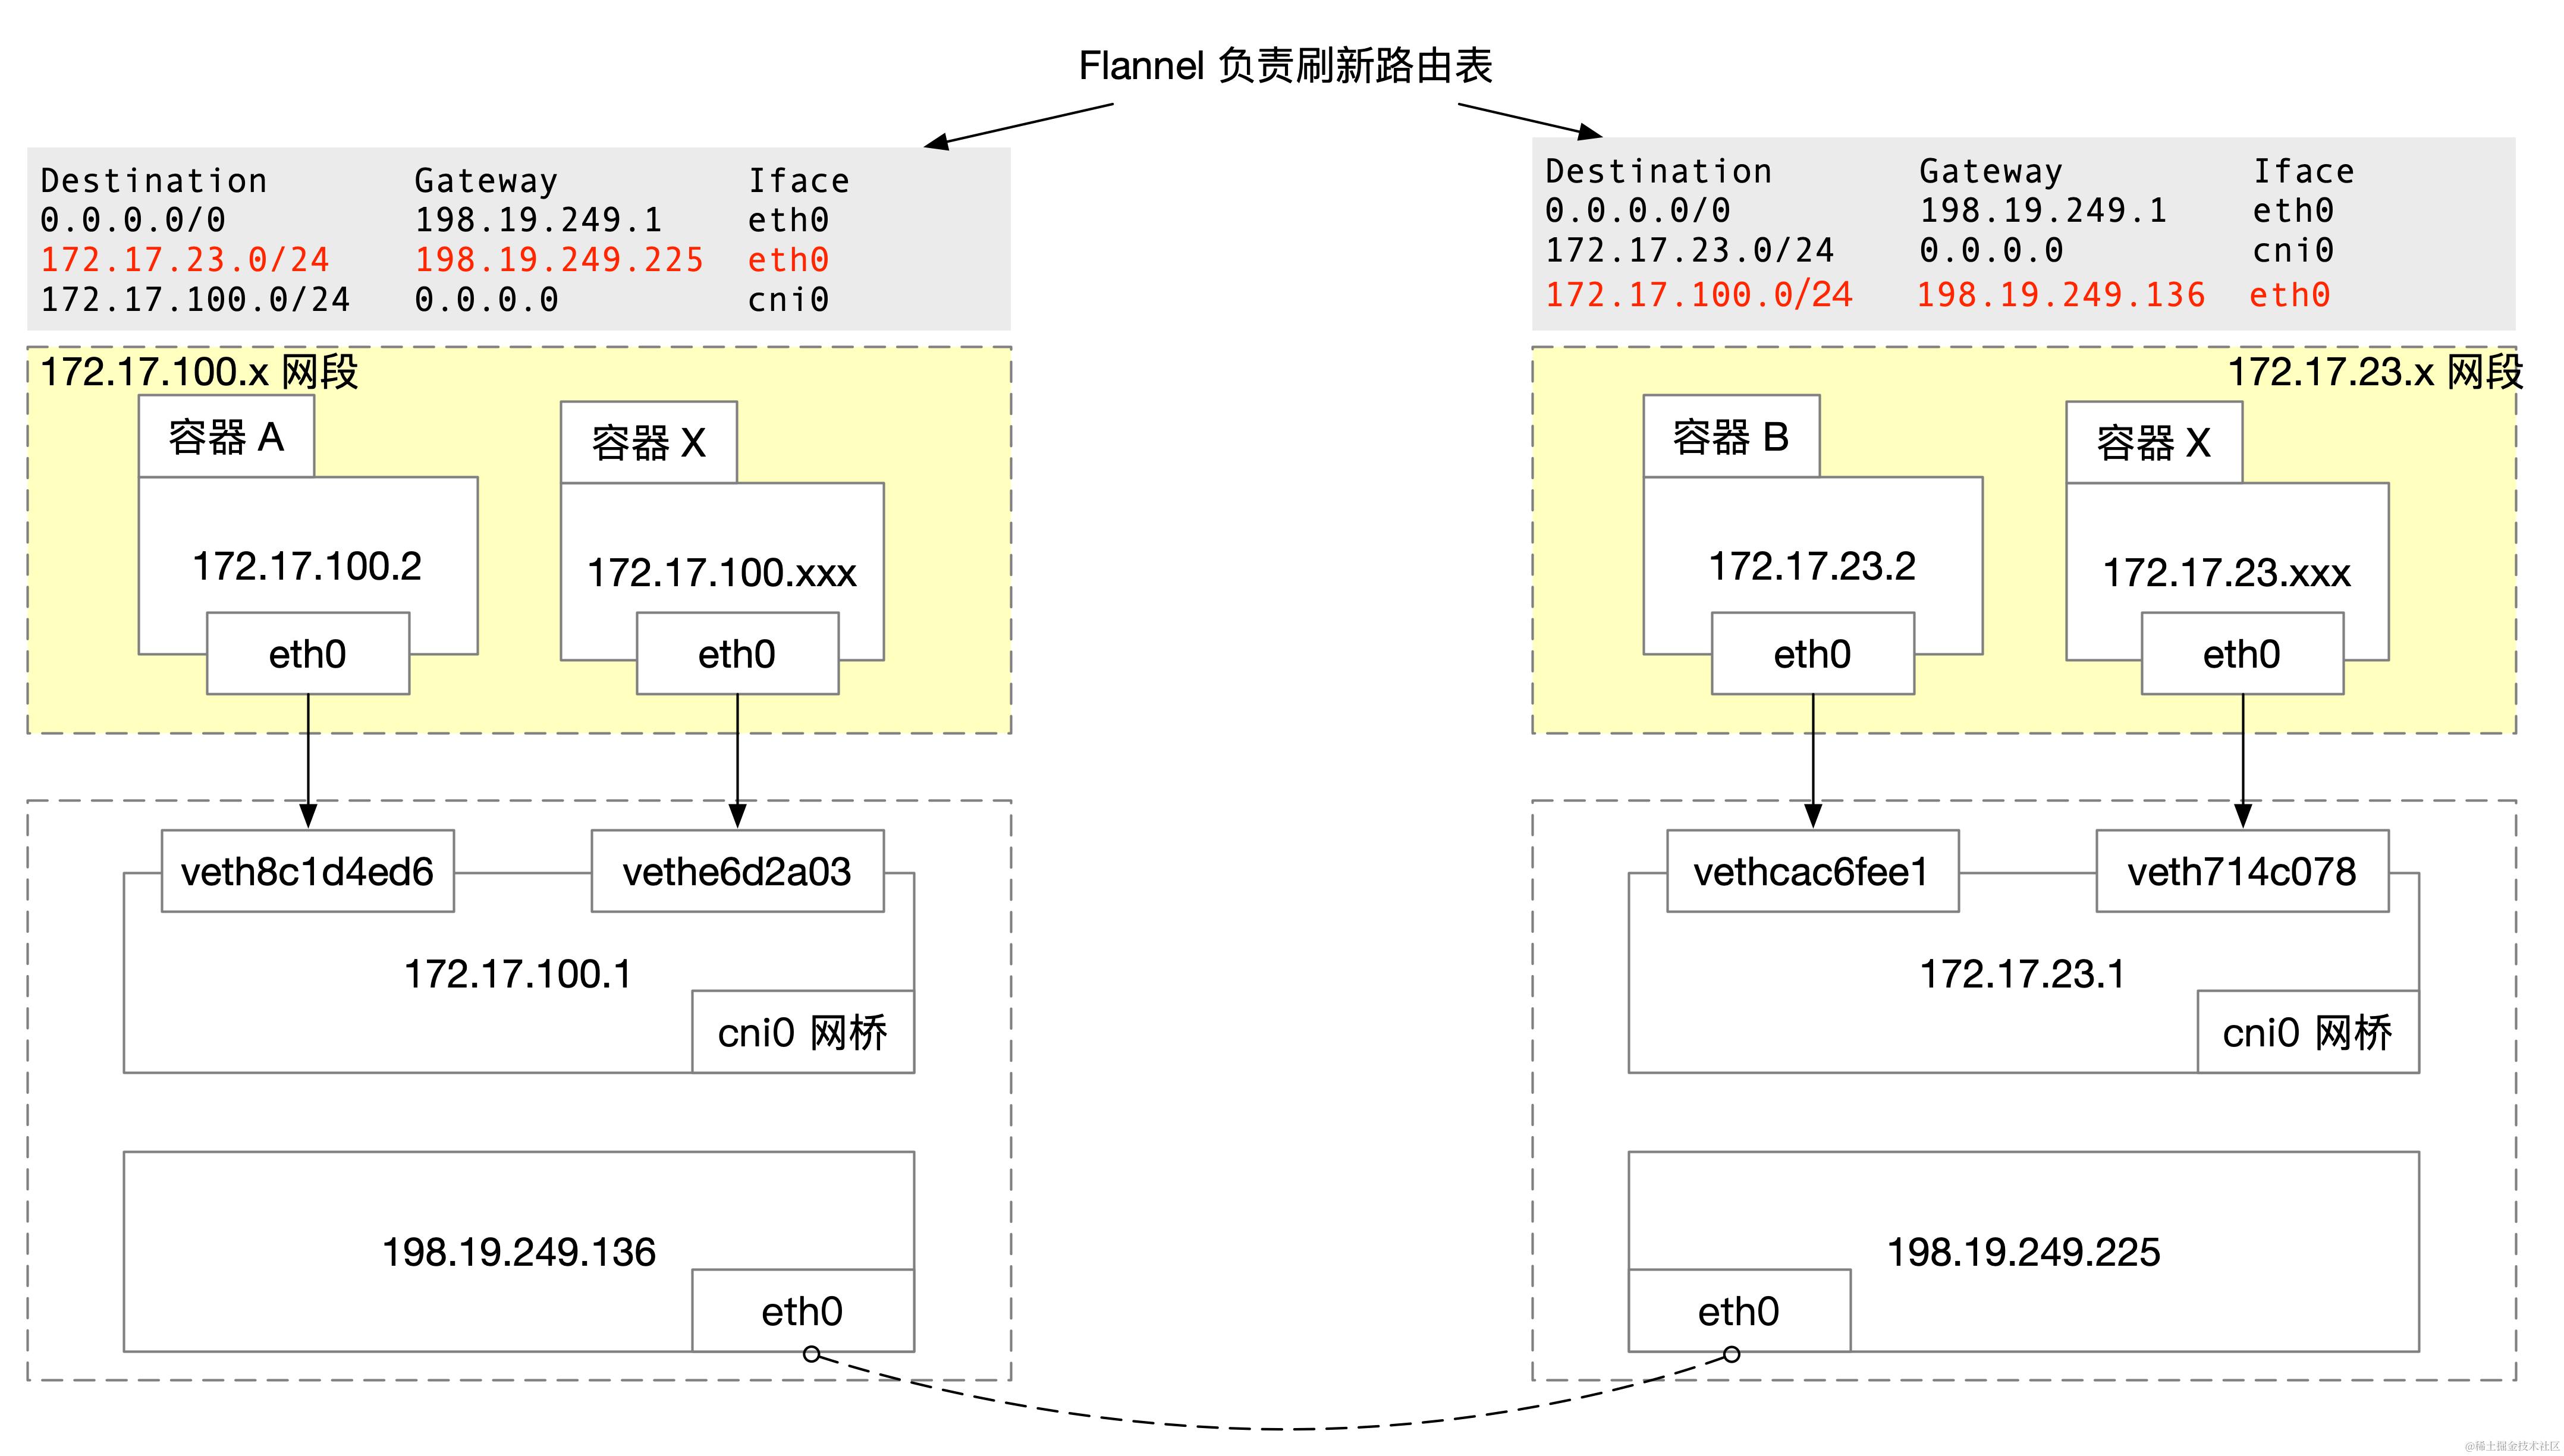 Flannel 负责刷新路由表
Destination Gateway Iface
0.0.0.0/0 198.19.249.1 eth0
172.17.23.0/24 198.19.249.225 eth0
172.17.100.0/24 0.0.0.0 cni0
172.17.100.x 网段
容器 A
容器 X
172.17.100.2
172.17.100.xxx
eth0
eth0
veth8c1d4ed6
vethe6d2a03
172.17.100.1
cni0 网桥
198.19.249.136
eth0
Destination Gateway Iface
0.0.0.0/0 198.19.249.1 eth0
172.17.23.0/24 0.0.0.0 cni0
172.17.100.0/24 198.19.249.136 eth0
172.17.23.x 网段
容器 B
容器 X
172.17.23.2
172.17.23.xxx
eth0
eth0
vethcac6fee1
veth714c078
172.17.23.1
cni0 网桥
198.19.249.225
eth0
@稀土掘金技术社区